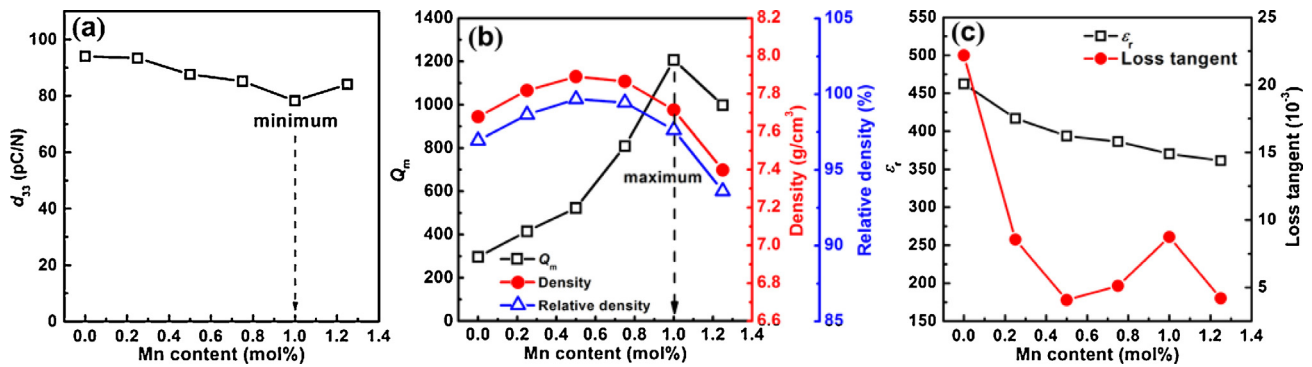 (a)
d33 (pC/N)
100
80
60
40
20
0
minimum
0.0 0.2 0.4 0.6 0.8 1.0 1.2 1.4
Mn content (mol%)
(b)
Qm
1400
1200
1000
800
600
400
200
0
maximum
Qm
Density
Relative density
0.0 0.2 0.4 0.6 0.8 1.0 1.2 1.4
Mn content (mol%)
8.2
8.0
7.8
7.6
7.4
7.2
7.0
6.8
6.6
Density (g/cm³)
105
100
95
90
85
Relative density (%)
(c)
εr
550
500
450
400
350
300
250
200
150
εr
Loss tangent
0.0 0.2 0.4 0.6 0.8 1.0 1.2 1.4
Mn content (mol%)
25
20
15
10
5
Loss tangent (10⁻³)